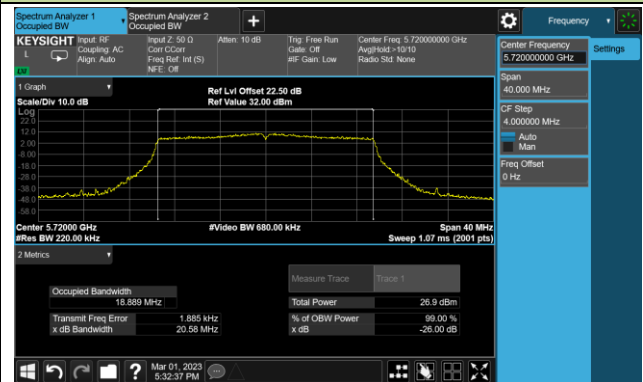 Spectrum Analyzer 1
Occupied BW
Spectrum Analyzer 2
Occupied BW
Frequency
KEYSIGHT
L
Input: RF
Coupling: AC
Align: Auto
Input Z: 50 Ω
Corr CCorr
Freq Ref: Int (S)
NFE: Off
Atten: 10 dB
Trig: Free Run
Gate: Off
#IF Gain: Low
Center Freq: 5.720000000 GHz
Avg|Hold:>10/10
Radio Std: None
Center Frequency
5.720000000 GHz
Settings
Span
40.000 MHz
CF Step
4.000000 MHz
Auto
Man
Freq Offset
0 Hz
1 Graph
Scale/Div 10.0 dB
Ref Lvl Offset 22.50 dB
Ref Value 32.00 dBm
Log
22.0
12.0
2.00
-8.00
-18.0
-28.0
-38.0
-48.0
-56.0
Center 5.72000 GHz
#Res BW 220.00 kHz
#Video BW 680.00 kHz
Span 40 MHz
Sweep 1.07 ms (2001 pts)
2 Metrics
Measure Trace
Trace 1
Occupied Bandwidth
18.889 MHz
Total Power
26.9 dBm
Transmit Freq Error
1.885 kHz
% of OBW Power
99.00 %
x dB Bandwidth
20.58 MHz
x dB
-26.00 dB
Mar 01, 2023
5:32:37 PM